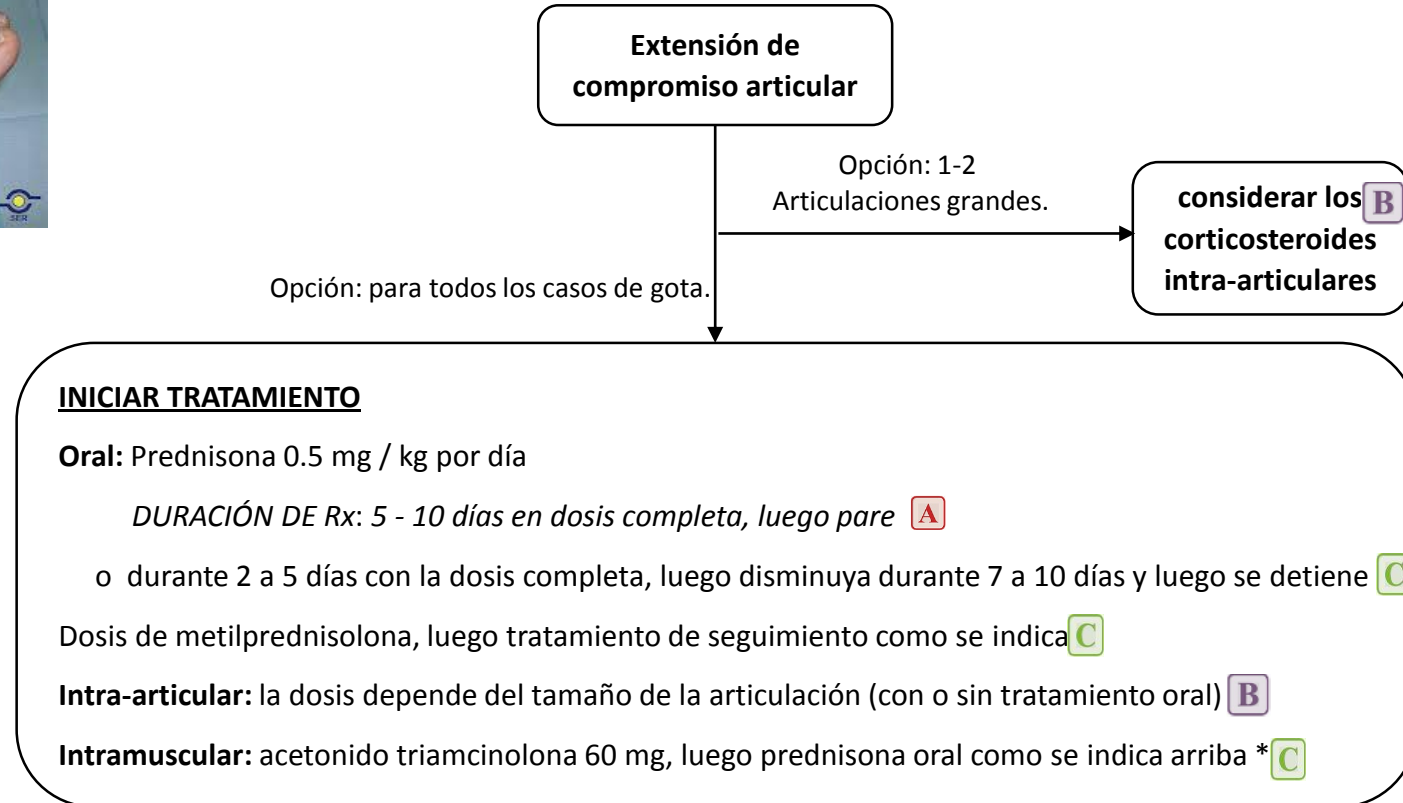 Extensión de
compromiso articular
Opción: 1-2
Articulaciones grandes.
considerar los B
corticosteroides
intra-articulares
Opción: para todos los casos de gota.
INICIAR TRATAMIENTO
Oral: Prednisona 0.5 mg / kg por día
DURACIÓN DE Rx: 5 - 10 días en dosis completa, luego pare A
o durante 2 a 5 días con la dosis completa, luego disminuya durante 7 a 10 días y luego se detiene C
Dosis de metilprednisolona, luego tratamiento de seguimiento como se indica C
Intra-articular: la dosis depende del tamaño de la articulación (con o sin tratamiento oral) B
Intramuscular: acetonido triamcinolona 60 mg, luego prednisona oral como se indica arriba * C
SER